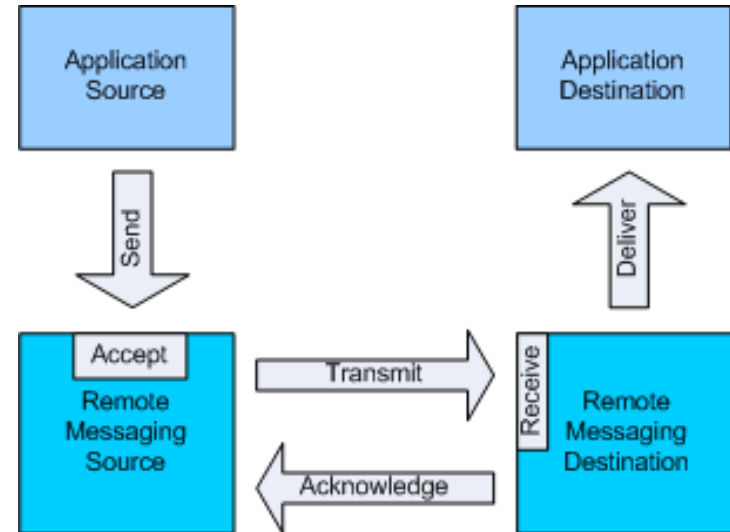 Application
Source
Application
Destination
Send
Deliver
Accept
Remote
Messaging
Source
Transmit
Receive
Remote
Messaging
Destination
Acknowledge